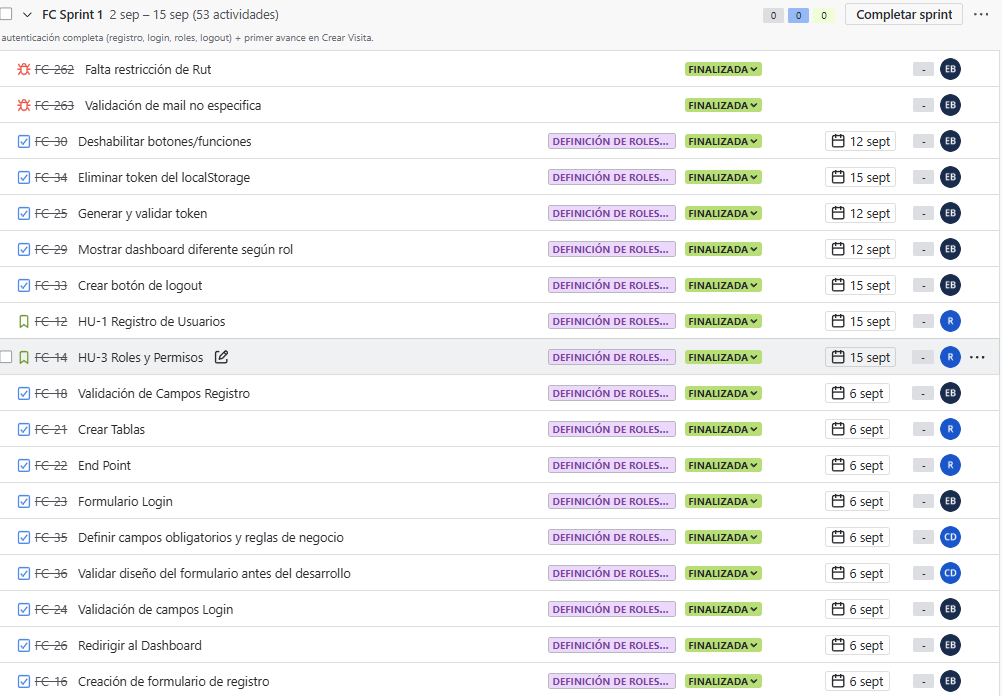 FC Sprint 1 2 sep – 15 sep (53 actividades) 0 0 0 Completar sprint
autenticación completa (registro, login, roles, logout) + primer avance en Crear Visita.
FC-262 Falta restricción de Rut FINALIZADA - EB
FC-263 Validación de mail no especifica FINALIZADA - EB
FC-30 Deshabilitar botones/funciones DEFINICIÓN DE ROLES... FINALIZADA 12 sept - EB
FC-34 Eliminar token del localStorage DEFINICIÓN DE ROLES... FINALIZADA 15 sept - EB
FC-25 Generar y validar token DEFINICIÓN DE ROLES... FINALIZADA 12 sept - EB
FC-29 Mostrar dashboard diferente según rol DEFINICIÓN DE ROLES... FINALIZADA 12 sept - EB
FC-33 Crear botón de logout DEFINICIÓN DE ROLES... FINALIZADA 15 sept - EB
FC-12 HU-1 Registro de Usuarios DEFINICIÓN DE ROLES... FINALIZADA 15 sept - R
FC-14 HU-3 Roles y Permisos DEFINICIÓN DE ROLES... FINALIZADA 15 sept - R
FC-18 Validación de Campos Registro DEFINICIÓN DE ROLES... FINALIZADA 6 sept - EB
FC-21 Crear Tablas DEFINICIÓN DE ROLES... FINALIZADA 6 sept - R
FC-22 End Point DEFINICIÓN DE ROLES... FINALIZADA 6 sept - R
FC-23 Formulario Login DEFINICIÓN DE ROLES... FINALIZADA 6 sept - EB
FC-35 Definir campos obligatorios y reglas de negocio DEFINICIÓN DE ROLES... FINALIZADA 6 sept - CD
FC-36 Validar diseño del formulario antes del desarrollo DEFINICIÓN DE ROLES... FINALIZADA 6 sept - CD
FC-24 Validación de campos Login DEFINICIÓN DE ROLES... FINALIZADA 6 sept - EB
FC-26 Redirigir al Dashboard DEFINICIÓN DE ROLES... FINALIZADA 6 sept - EB
FC-16 Creación de formulario de registro DEFINICIÓN DE ROLES... FINALIZADA 6 sept - EB